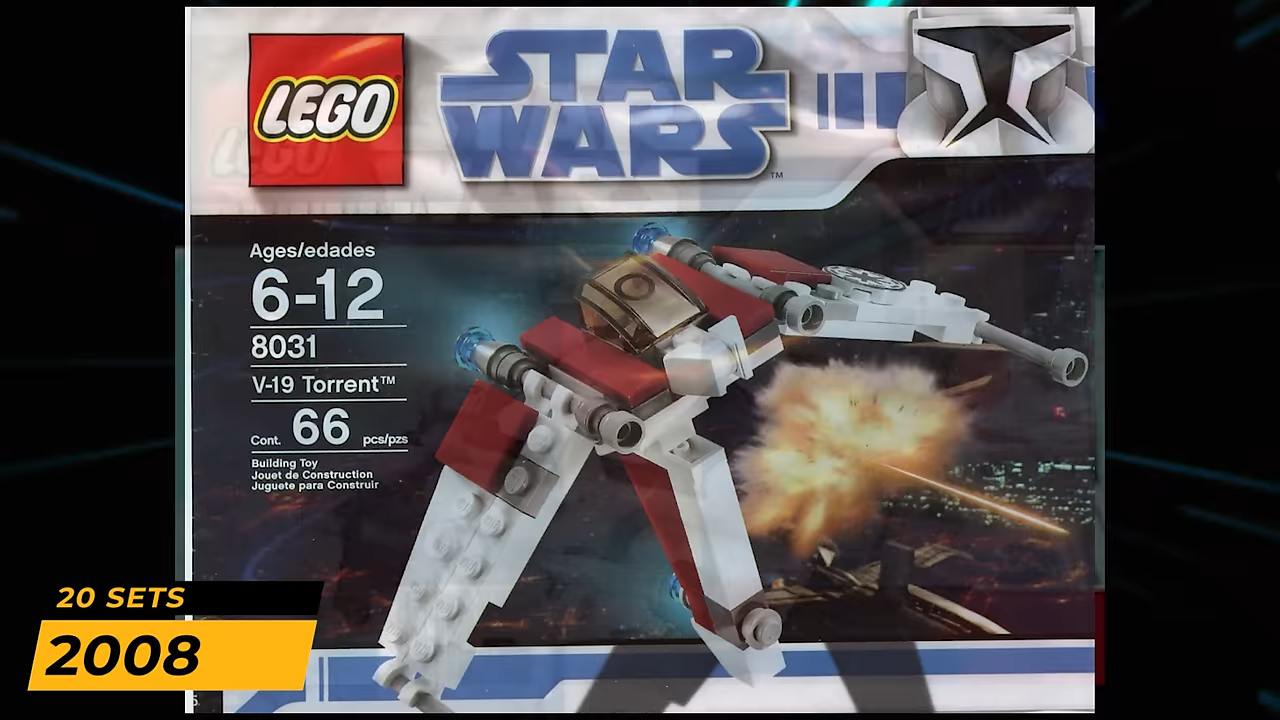 LEGO
STAR
WARS™
Ages/edades
6-12
8031
V-19 Torrent™
Cont. 66 pcs/pzs
Building Toy
Jouet de Construction
Juguete para Construir
20 SETS
2008